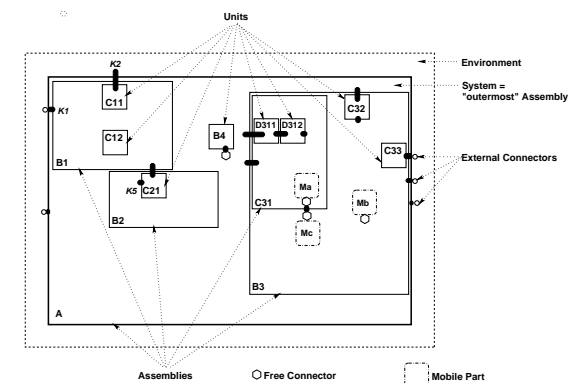 Units
K2
Environment
System =
"outermost" Assembly
K1
C11
C12
B1
B4
D311
D312
C32
C33
External Connectors
K5
C21
B2
Ma
Mb
C31
Mc
B3
A
Assemblies
Free Connector
Mobile Part